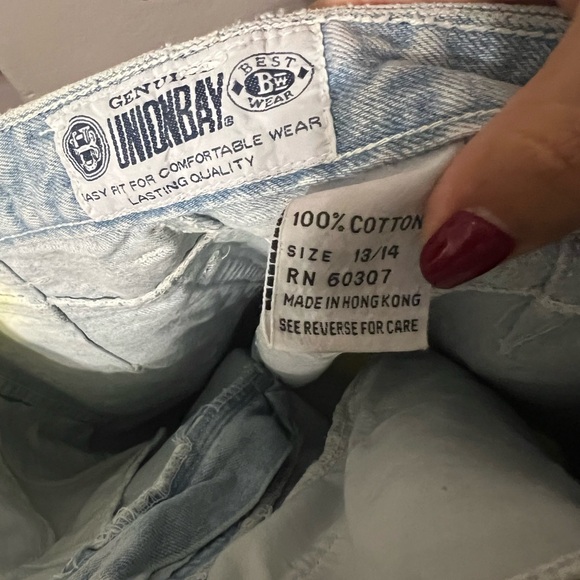 GENUI
UNIONBAY®
BEST
BW
WEAR
EASY FIT FOR COMFORTABLE WEAR
LASTING QUALITY
100% COTTON
SIZE 13/14
RN 60307
MADE IN HONG KONG
SEE REVERSE FOR CARE